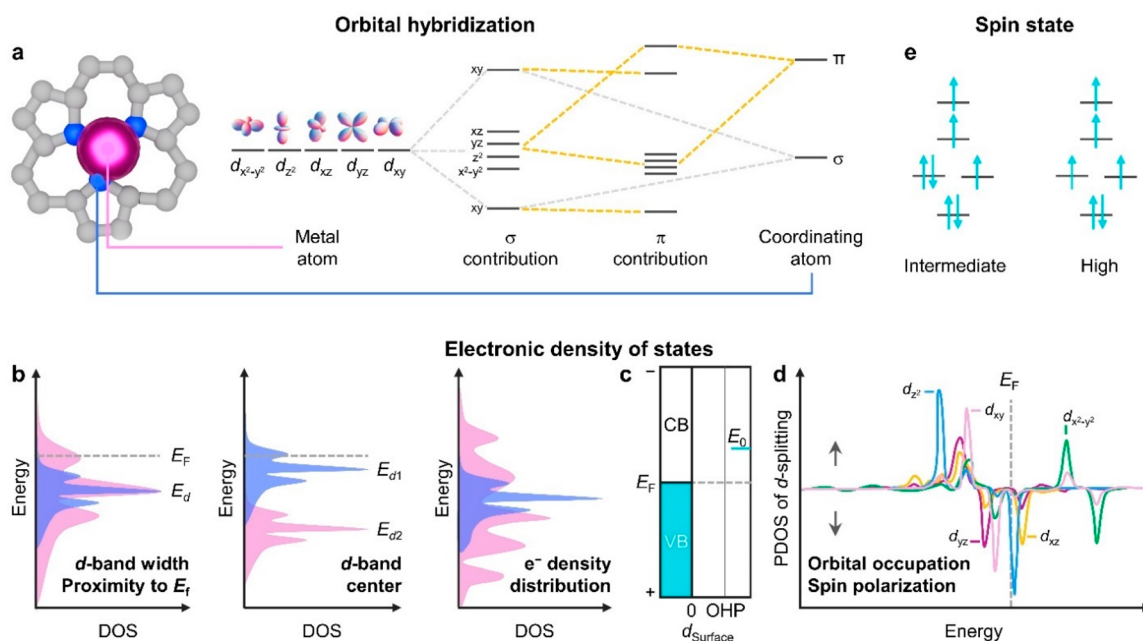 Orbital hybridization
Spin state
a
e
xy
xz
yz
z²
x²-y²
xy
π
σ
dx²-y² dz² dxz dyz dxy
Metal
atom
σ
contribution
π
contribution
Coordinating
atom
Intermediate
High
Electronic density of states
b
Energy
EF
Ed
d-band width
Proximity to Ef
DOS
Energy
Ed1
Ed2
d-band
center
DOS
Energy
e⁻ density
distribution
DOS
c
−
CB
E0
EF
VB
+
0 OHP
dSurface
d
PDOS of d-splitting
dz²
dxy
EF
dx²-y²
dyz
dxz
Orbital occupation
Spin polarization
Energy